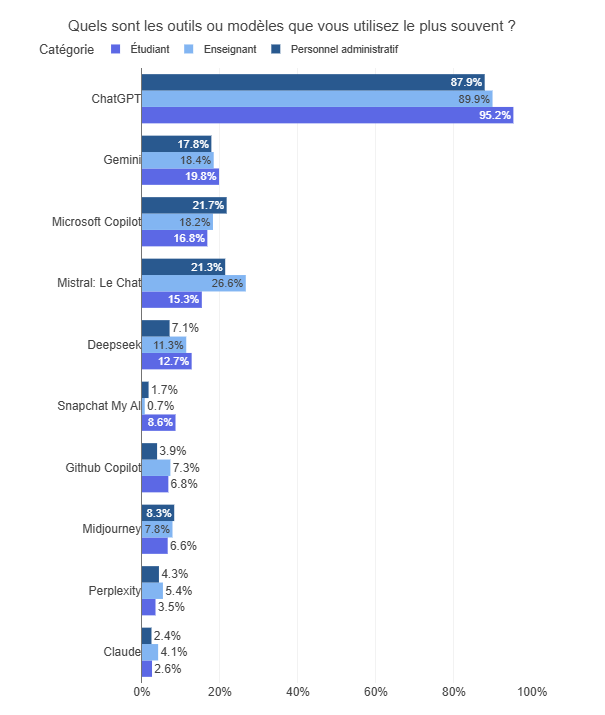 Quels sont les outils ou modèles que vous utilisez le plus souvent ?
Catégorie Étudiant Enseignant Personnel administratif
87.9%
ChatGPT 89.9%
95.2%
17.8%
Gemini 18.4%
19.8%
21.7%
Microsoft Copilot 18.2%
16.8%
21.3%
Mistral: Le Chat 26.6%
15.3%
7.1%
Deepseek 11.3%
12.7%
1.7%
Snapchat My AI 0.7%
8.6%
3.9%
Github Copilot 7.3%
6.8%
8.3%
Midjourney 7.8%
6.6%
4.3%
Perplexity 5.4%
3.5%
2.4%
Claude 4.1%
2.6%
0% 20% 40% 60% 80% 100%